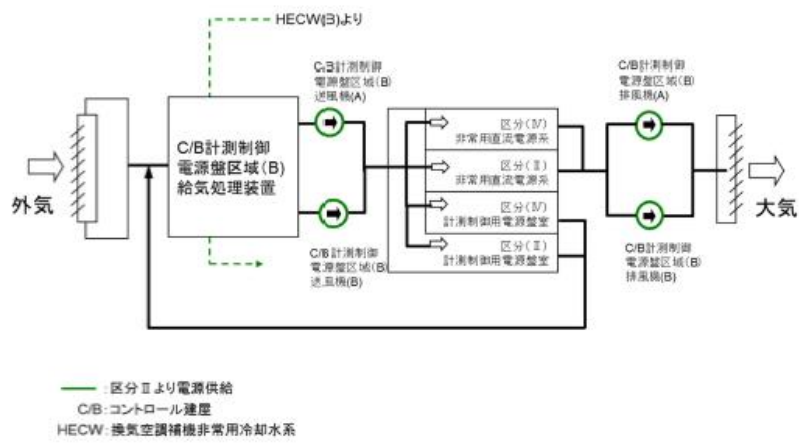 HECW(B)より
C/B計測制御
電源盤区域(B)
送風機(A)
C/B計測制御
電源盤区域(B)
排風機(A)
外気
C/B計測制御
電源盤区域(B)
給気処理装置
区分(Ⅳ)
非常用直流電源系
区分(Ⅱ)
非常用直流電源系
区分(Ⅳ)
計測制御用電源盤室
区分(Ⅱ)
計測制御用電源盤室
大気
C/B計測制御
電源盤区域(B)
送風機(B)
C/B計測制御
電源盤区域(B)
排風機(B)
:区分Ⅱより電源供給
C/B:コントロール建屋
HECW:換気空調補機非常用冷却水系